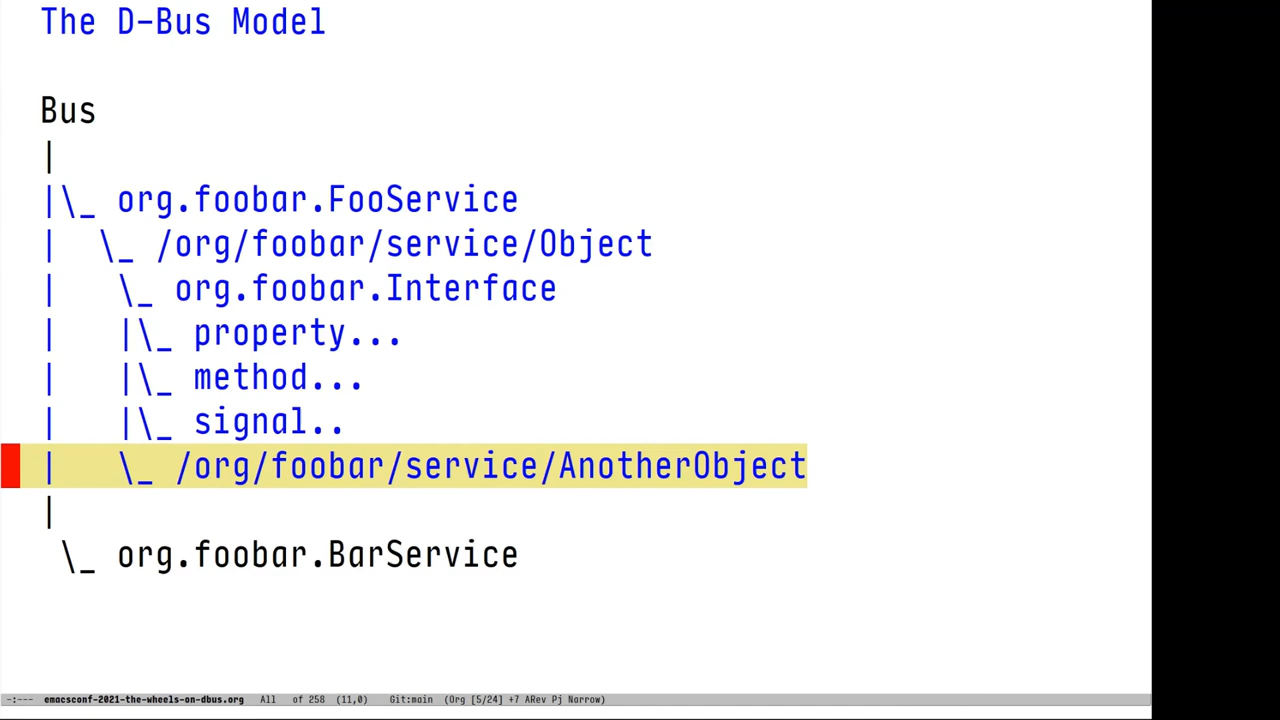 The D-Bus Model
Bus
|
|\_ org.foobar.FooService
|  \_ /org/foobar/service/Object
|   \_ org.foobar.Interface
|   |\_ property...
|   |\_ method...
|   |\_ signal..
|   \_ /org/foobar/service/AnotherObject
|
 \_ org.foobar.BarService
-:--- emacsconf-2021-the-wheels-on-dbus.org All of 258 (11,0) Git:main (Org [5/24] +7 ARev Pj Narrow)